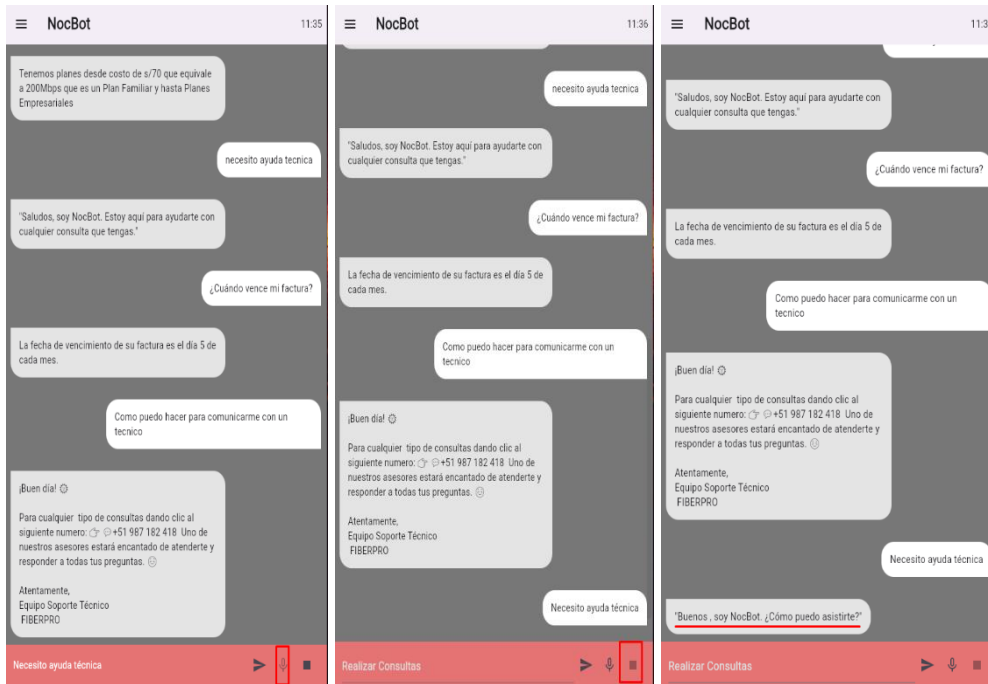 NocBot
11:35
Tenemos planes desde costo de s/70 que equivale
a 200Mbps que es un Plan Familiar y hasta Planes
Empresariales
necesito ayuda tecnica
"Saludos, soy NocBot. Estoy aquí para ayudarte con
cualquier consulta que tengas."
¿Cuándo vence mi factura?
La fecha de vencimiento de su factura es el día 5 de
cada mes.
Como puedo hacer para comunicarme con un
tecnico
¡Buen día!
Para cualquier tipo de consultas dando clic al
siguiente numero: +51 987 182 418 Uno de
nuestros asesores estará encantado de atenderte y
responder a todas tus preguntas.
Atentamente,
Equipo Soporte Técnico
FIBERPRO
Necesito ayuda técnica
NocBot
11:36
necesito ayuda tecnica
"Saludos, soy NocBot. Estoy aquí para ayudarte con
cualquier consulta que tengas."
¿Cuándo vence mi factura?
La fecha de vencimiento de su factura es el día 5 de
cada mes.
Como puedo hacer para comunicarme con un
tecnico
¡Buen día!
Para cualquier tipo de consultas dando clic al
siguiente numero: +51 987 182 418 Uno de
nuestros asesores estará encantado de atenderte y
responder a todas tus preguntas.
Atentamente,
Equipo Soporte Técnico
FIBERPRO
Necesito ayuda técnica
Realizar Consultas
NocBot
11:3
"Saludos, soy NocBot. Estoy aquí para ayudarte con
cualquier consulta que tengas."
¿Cuándo vence mi factura?
La fecha de vencimiento de su factura es el día 5 de
cada mes.
Como puedo hacer para comunicarme con un
tecnico
¡Buen día!
Para cualquier tipo de consultas dando clic al
siguiente numero: +51 987 182 418 Uno de
nuestros asesores estará encantado de atenderte y
responder a todas tus preguntas.
Atentamente,
Equipo Soporte Técnico
FIBERPRO
Necesito ayuda técnica
"Buenos , soy NocBot. ¿Cómo puedo asistirte?"
Realizar Consultas